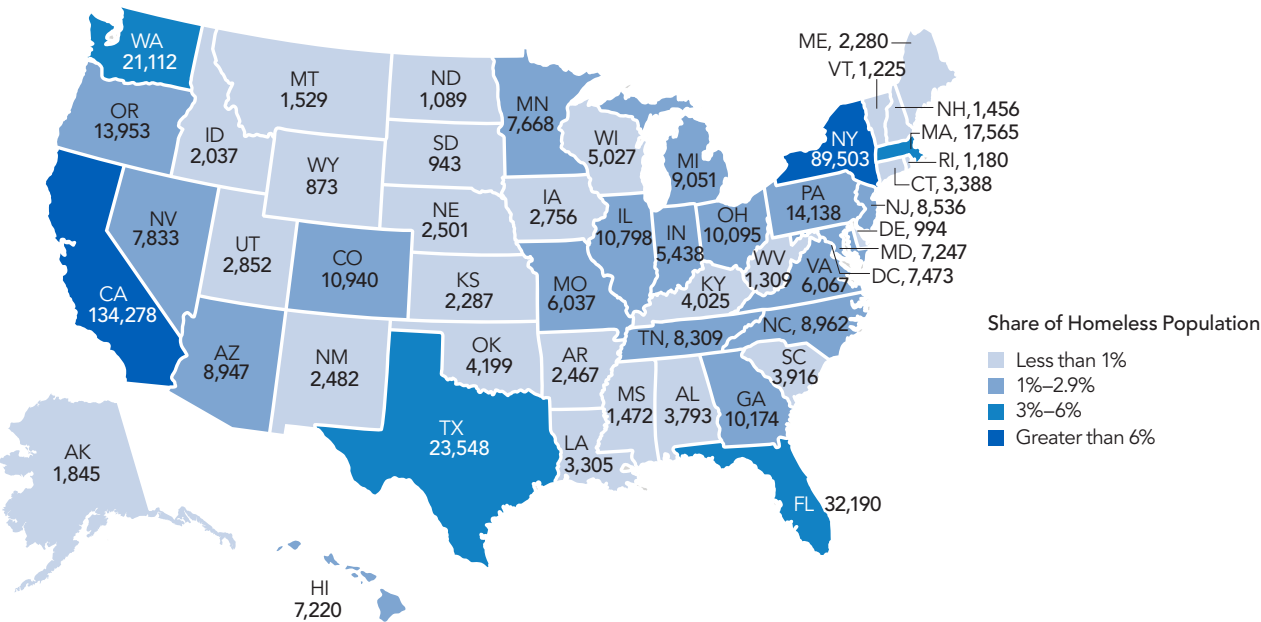 WA
21,112
OR
13,953
CA
134,278
NV
7,833
ID
2,037
MT
1,529
WY
873
UT
2,852
AZ
8,947
CO
10,940
NM
2,482
ND
1,089
SD
943
NE
2,501
KS
2,287
OK
4,199
TX
23,548
MN
7,668
IA
2,756
MO
6,037
AR
2,467
LA
3,305
WI
5,027
IL
10,798
MI
9,051
IN
5,438
OH
10,095
KY
4,025
TN, 8,309
MS
1,472
AL
3,793
GA
10,174
FL 32,190
SC
3,916
NC, 8,962
VA
6,067
WV
1,309
PA
14,138
NY
89,503
ME, 2,280
VT, 1,225
NH, 1,456
MA, 17,565
RI, 1,180
CT, 3,388
NJ, 8,536
DE, 994
MD, 7,247
DC, 7,473
AK
1,845
HI
7,220
Share of Homeless Population
Less than 1%
1%–2.9%
3%–6%
Greater than 6%